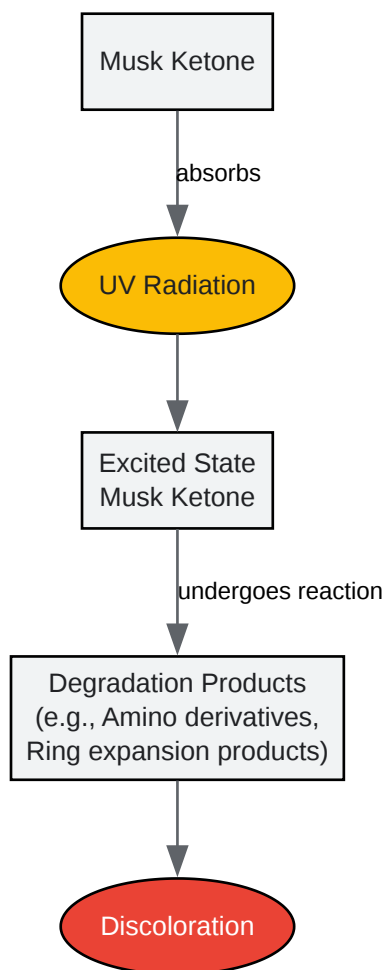 Musk Ketone
absorbs
UV Radiation
Excited State
Musk Ketone
undergoes reaction
Degradation Products
(e.g., Amino derivatives,
Ring expansion products)
Discoloration